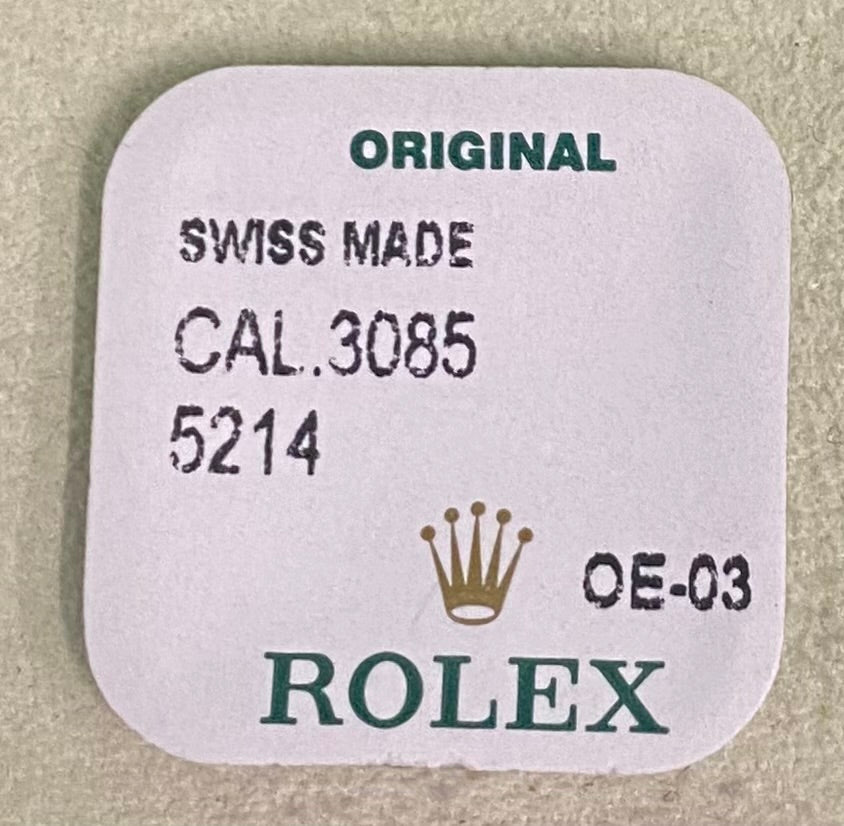 ORIGINAL
SWISS MADE
CAL.3085
5214
OE-03
ROLEX